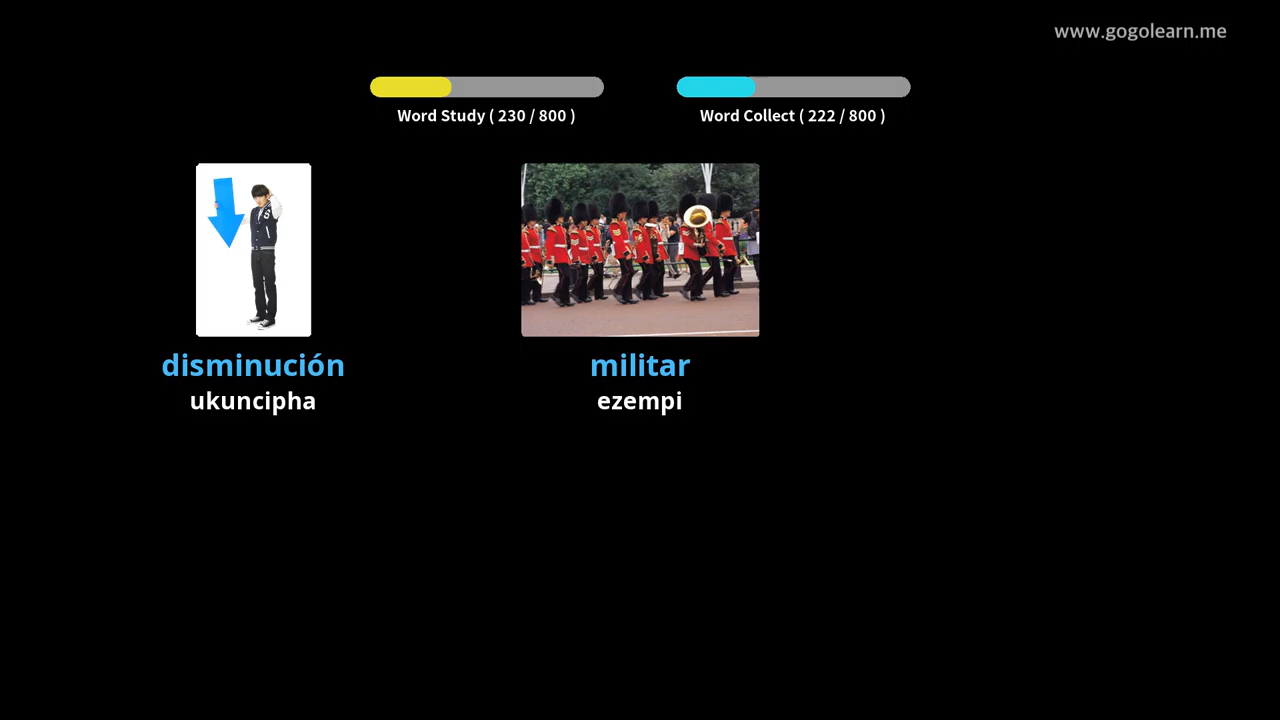 www.gogolearn.me
Word Study ( 230 / 800 )
Word Collect ( 222 / 800 )
disminución
ukuncipha
militar
ezempi